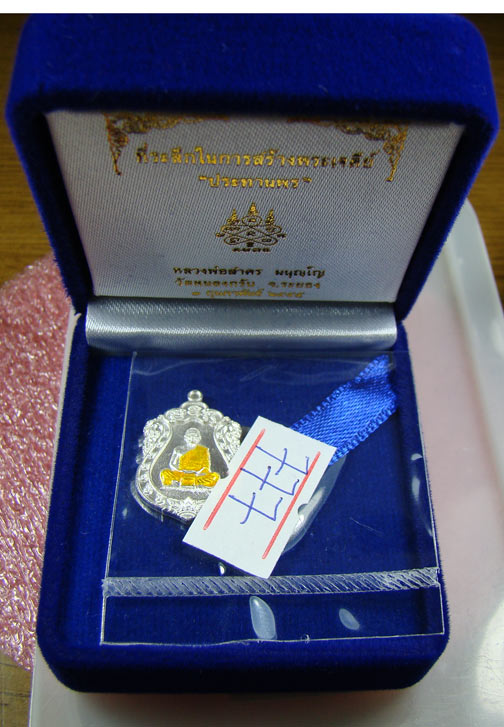 ที่ระลึกในการสร้างพระเจดีย์
"ประทานพร"
หลวงพ่อสาคร มนุญโญ
วัดหนองกรับ จ.ระยอง
777